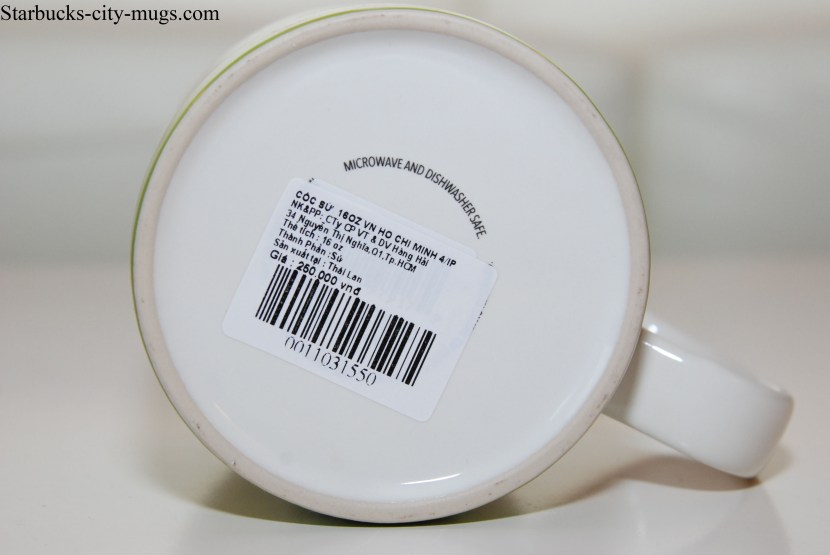 Starbucks-city-mugs.com
MICROWAVE AND DISHWASHER SAFE.
CỐC SỨ 16OZ VN HO CHI MINH 4/IP
NK&PP: CTy CP VT & DV Hàng Hải
34 Nguyễn Thị Nghĩa,Q1,Tp.HCM
Thể tích : 16 oz
Thành Phần :Sứ
Sản xuất tại : Thái Lan
Giá : 250.000 vnđ
0011031550